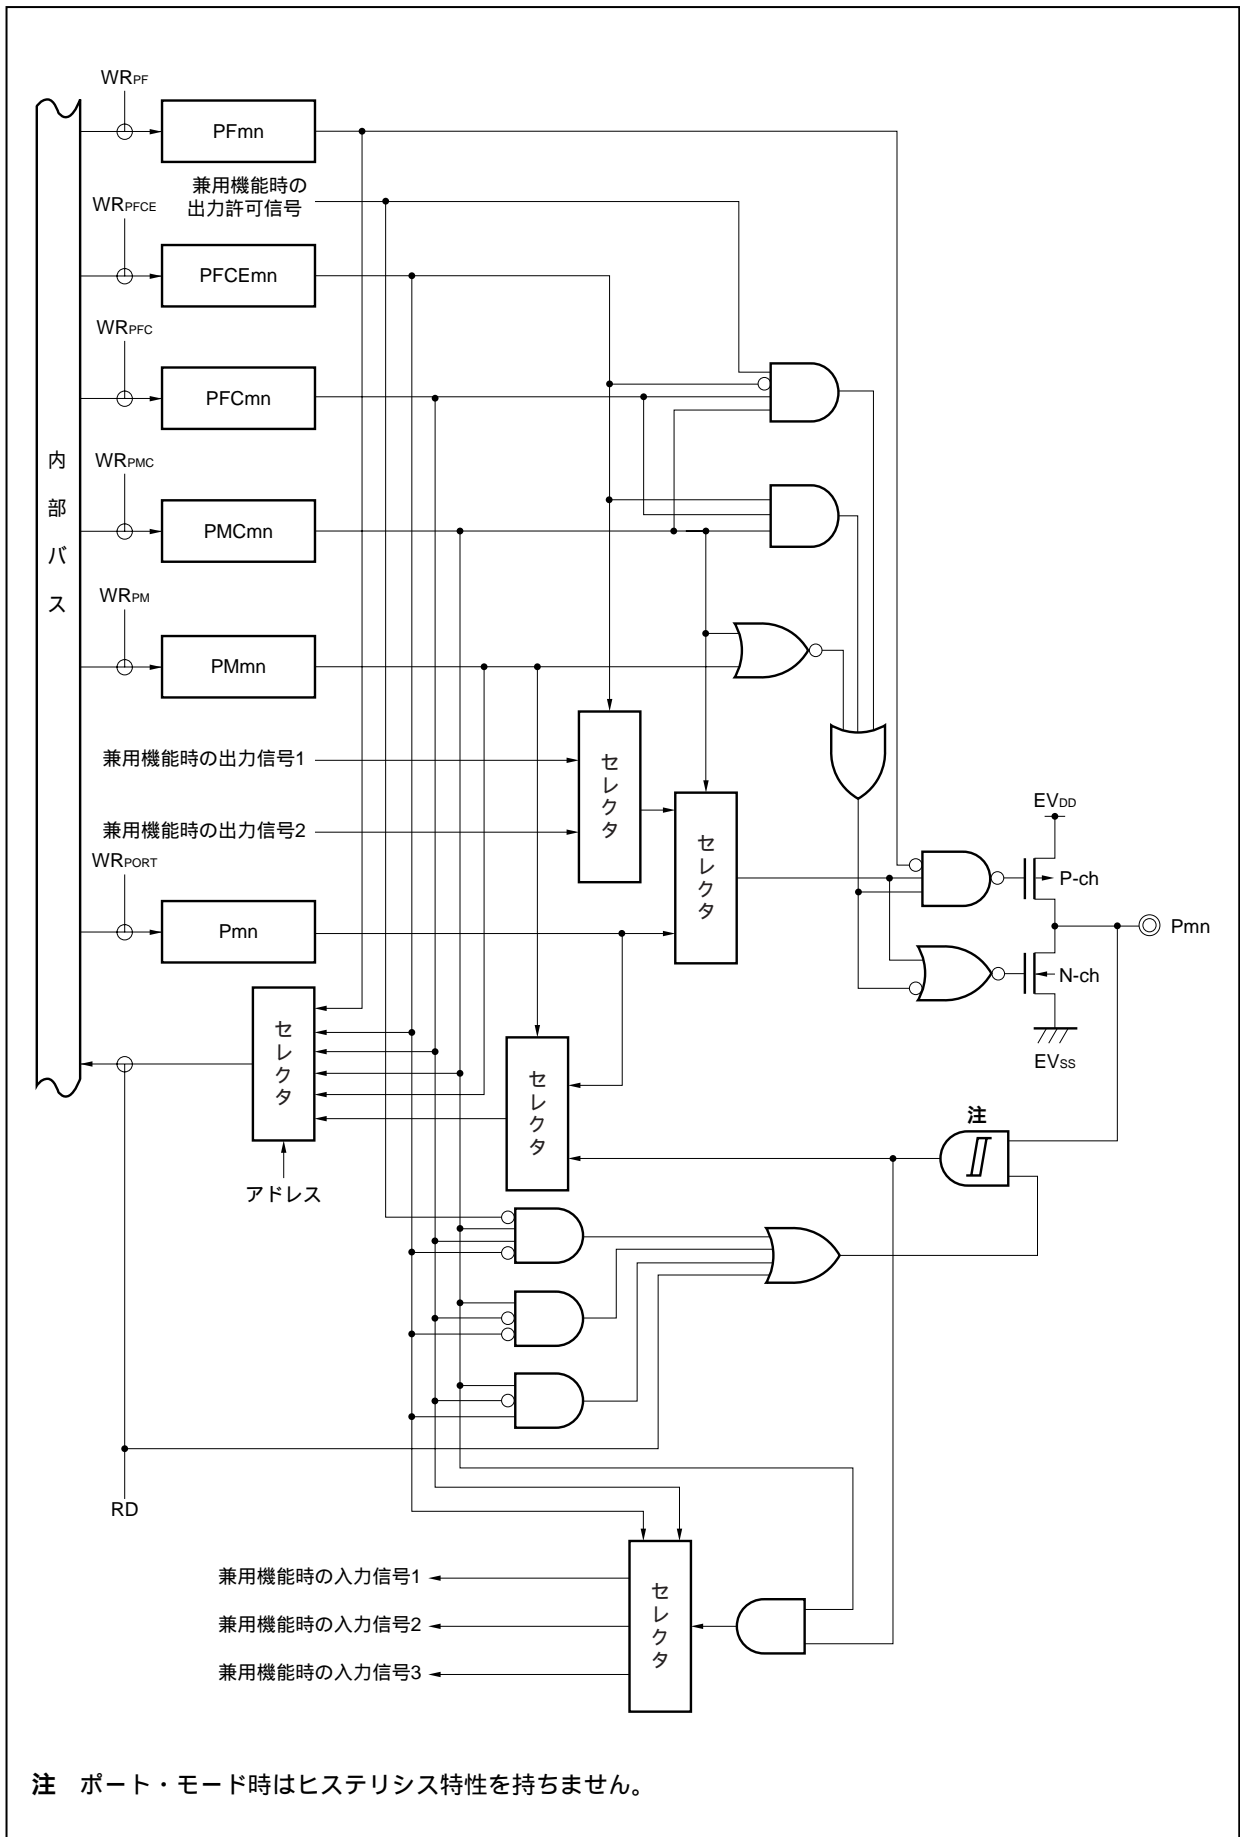 WRPF
PFmn
兼用機能時の
出力許可信号
WRPFCE
PFCEmn
WRPFC
PFCmn
内部バス
WRPMC
PMCmn
WRPM
PMmn
兼用機能時の出力信号1
セレクタ
兼用機能時の出力信号2
セレクタ
EVDD
P-ch
WRPORT
Pmn
Pmn
N-ch
EVSS
セレクタ
セレクタ
注
アドレス
RD
兼用機能時の入力信号1
セレクタ
兼用機能時の入力信号2
兼用機能時の入力信号3
注 ポート・モード時はヒステリシス特性を持ちません。